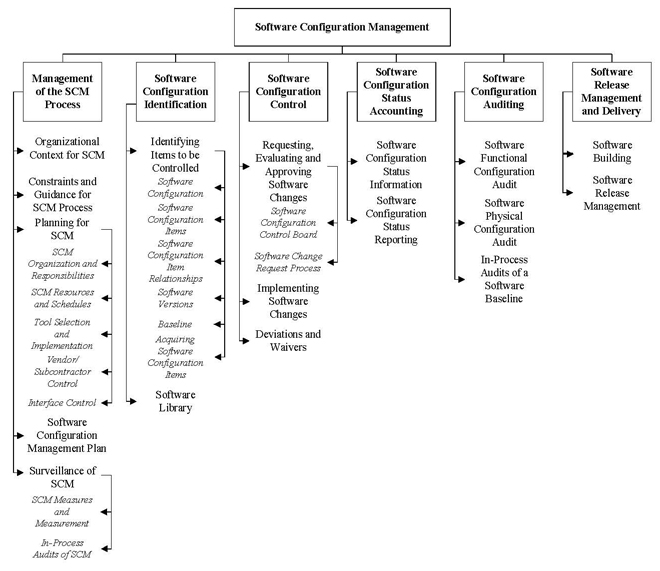 Software Configuration Management
Management
of the SCM
Process
Organizational
Context for SCM
Constraints and
Guidance for
SCM Process
Planning for
SCM
SCM
Organization and
Responsibilities
SCM Resources
and Schedules
Tool Selection
and
Implementation
Vendor/
Subcontractor
Control
Interface Control
Software
Configuration
Management Plan
Surveillance of
SCM
SCM Measures
and
Measurement
In-Process
Audits of SCM
Software
Configuration
Identification
Identifying
Items to be
Controlled
Software
Configuration
Software
Configuration
Items
Software
Configuration
Item
Relationships
Software
Versions
Baseline
Acquiring
Software
Configuration
Items
Software
Library
Software
Configuration
Control
Requesting,
Evaluating and
Approving
Software
Changes
Software
Configuration
Control Board
Software Change
Request Process
Implementing
Software
Changes
Deviations and
Waivers
Software
Configuration
Status
Accounting
Software
Configuration
Status
Information
Software
Configuration
Status
Reporting
Software
Configuration
Auditing
Software
Functional
Configuration
Audit
Software
Physical
Configuration
Audit
In-Process
Audits of a
Software
Baseline
Software
Release
Management
and Delivery
Software
Building
Software
Release
Management